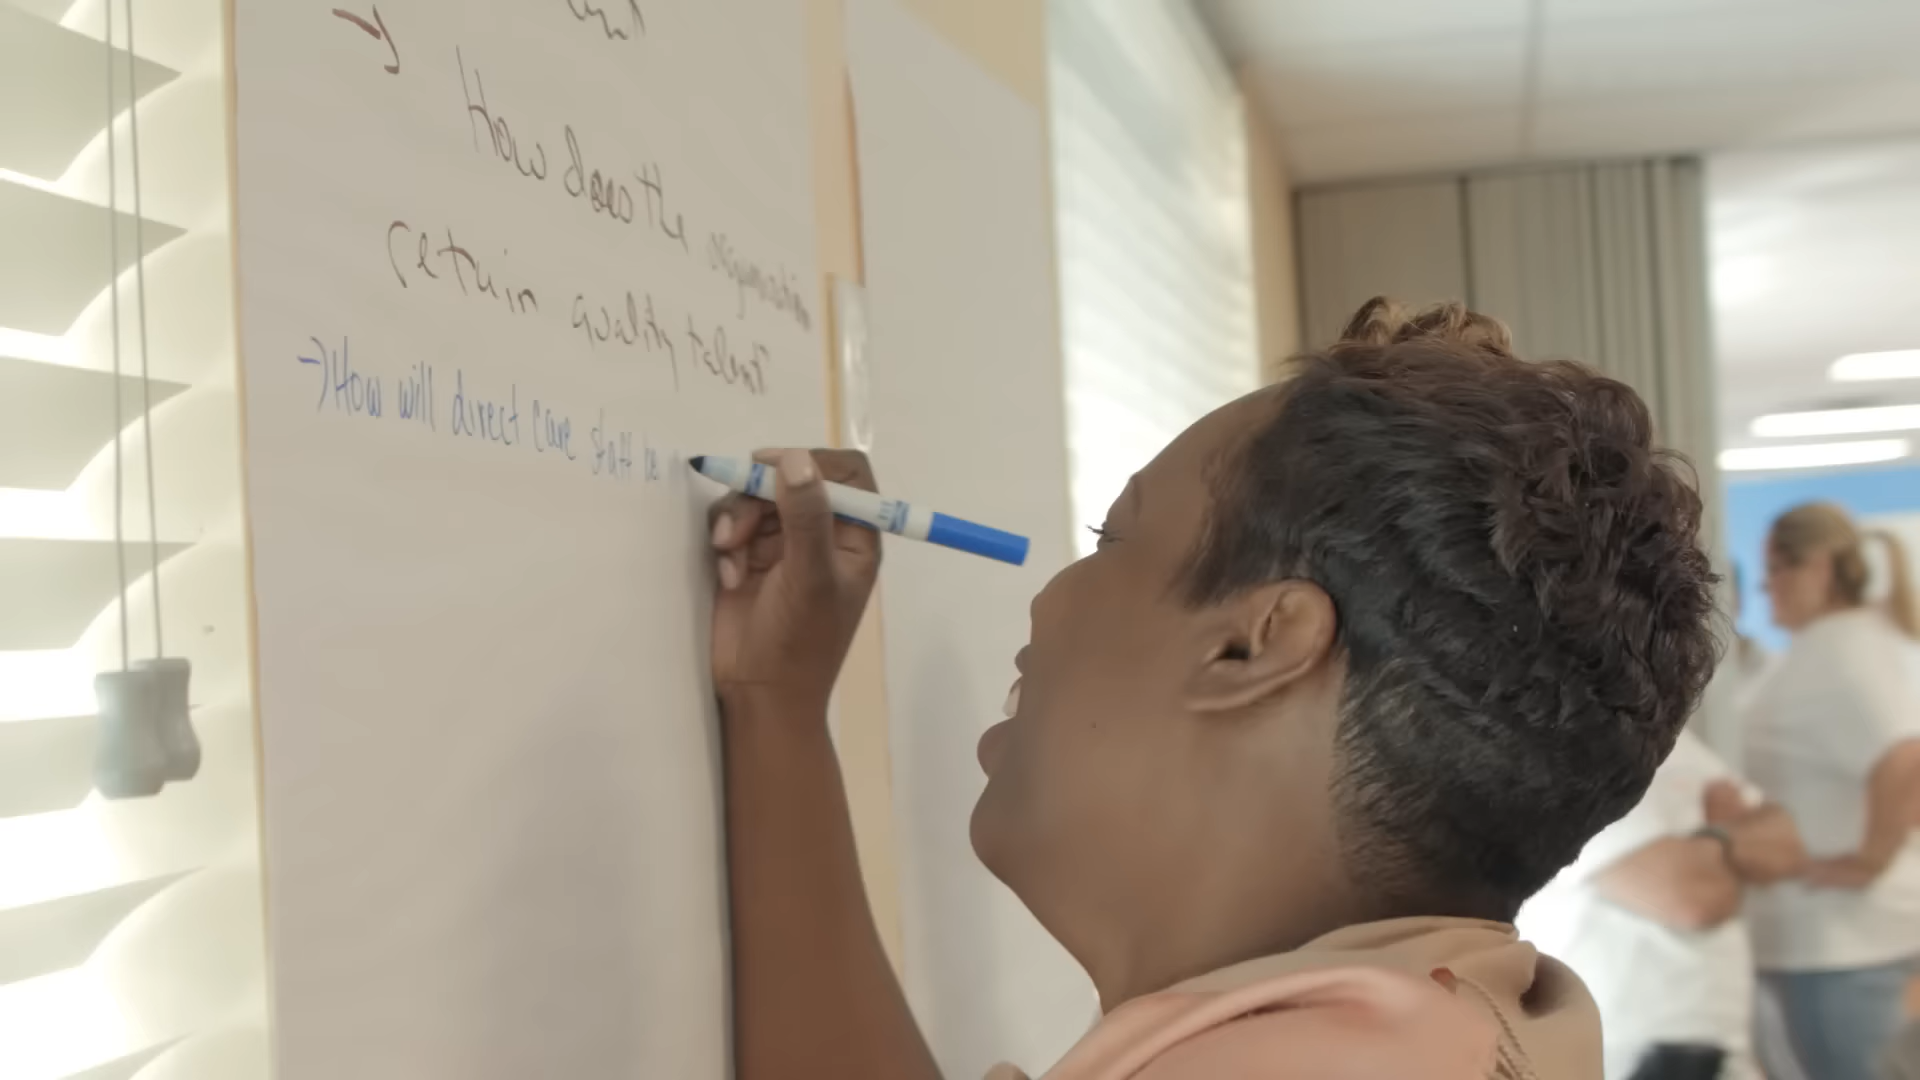 → How does the organization
retain quality talent?
→ How will direct care staff be